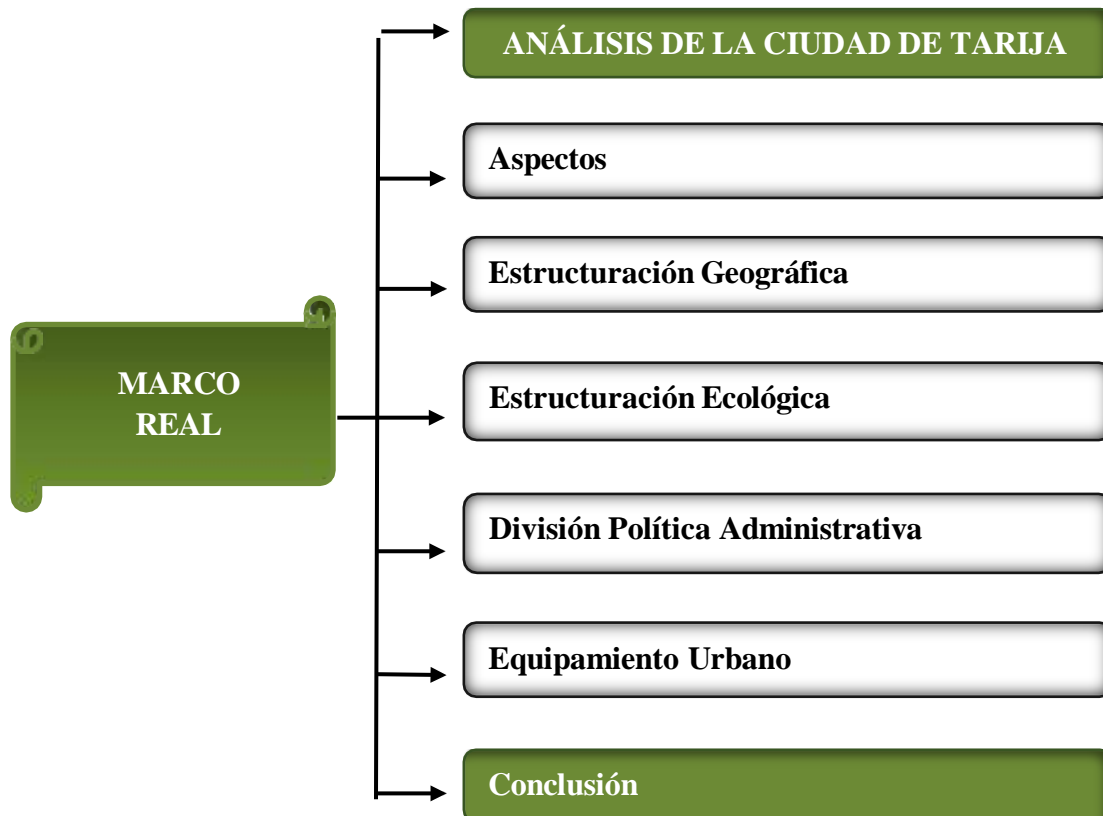 ANÁLISIS DE LA CIUDAD DE TARIJA
Aspectos
Estructuración Geográfica
MARCO
REAL
Estructuración Ecológica
División Política Administrativa
Equipamiento Urbano
Conclusión